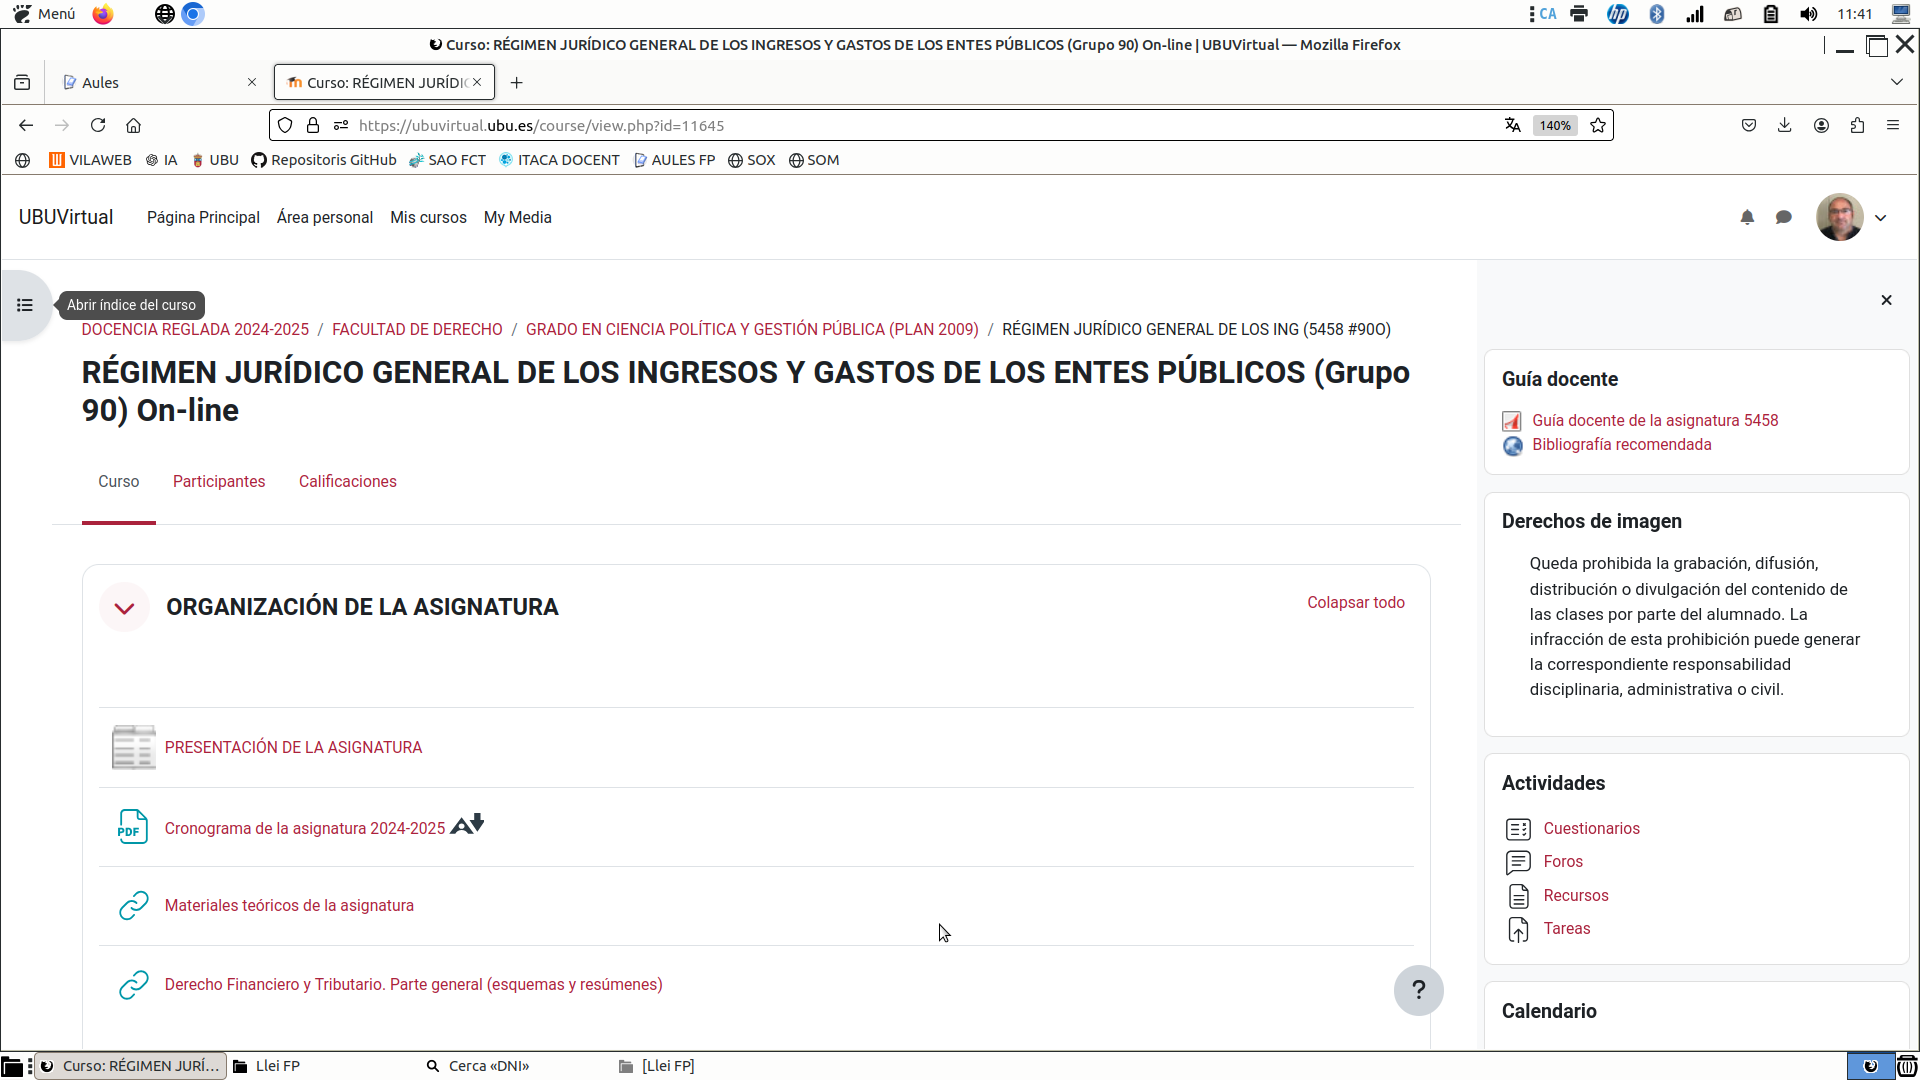 Menú
CA
11:41
Curso: RÉGIMEN JURÍDICO GENERAL DE LOS INGRESOS Y GASTOS DE LOS ENTES PÚBLICOS (Grupo 90) On-line | UBUVirtual — Mozilla Firefox
Aules
Curso: RÉGIMEN JURÍDIC
https://ubuvirtual.ubu.es/course/view.php?id=11645
140%
VILAWEB
IA
UBU
Repositoris GitHub
SAO FCT
ITACA DOCENT
AULES FP
SOX
SOM
UBUVirtual
Página Principal
Área personal
Mis cursos
My Media
Abrir índice del curso
DOCENCIA REGLADA 2024-2025 / FACULTAD DE DERECHO / GRADO EN CIENCIA POLÍTICA Y GESTIÓN PÚBLICA (PLAN 2009) / RÉGIMEN JURÍDICO GENERAL DE LOS ING (5458 #90O)
RÉGIMEN JURÍDICO GENERAL DE LOS INGRESOS Y GASTOS DE LOS ENTES PÚBLICOS (Grupo
90) On-line
Curso
Participantes
Calificaciones
ORGANIZACIÓN DE LA ASIGNATURA
Colapsar todo
PRESENTACIÓN DE LA ASIGNATURA
PDF
Cronograma de la asignatura 2024-2025
Materiales teóricos de la asignatura
Derecho Financiero y Tributario. Parte general (esquemas y resúmenes)
?
Guía docente
Guía docente de la asignatura 5458
Bibliografía recomendada
Derechos de imagen
Queda prohibida la grabación, difusión,
distribución o divulgación del contenido de
las clases por parte del alumnado. La
infracción de esta prohibición puede generar
la correspondiente responsabilidad
disciplinaria, administrativa o civil.
Actividades
Cuestionarios
Foros
Recursos
Tareas
Calendario
Curso: RÉGIMEN JURÍ...
Llei FP
Cerca «DNI»
[Llei FP]